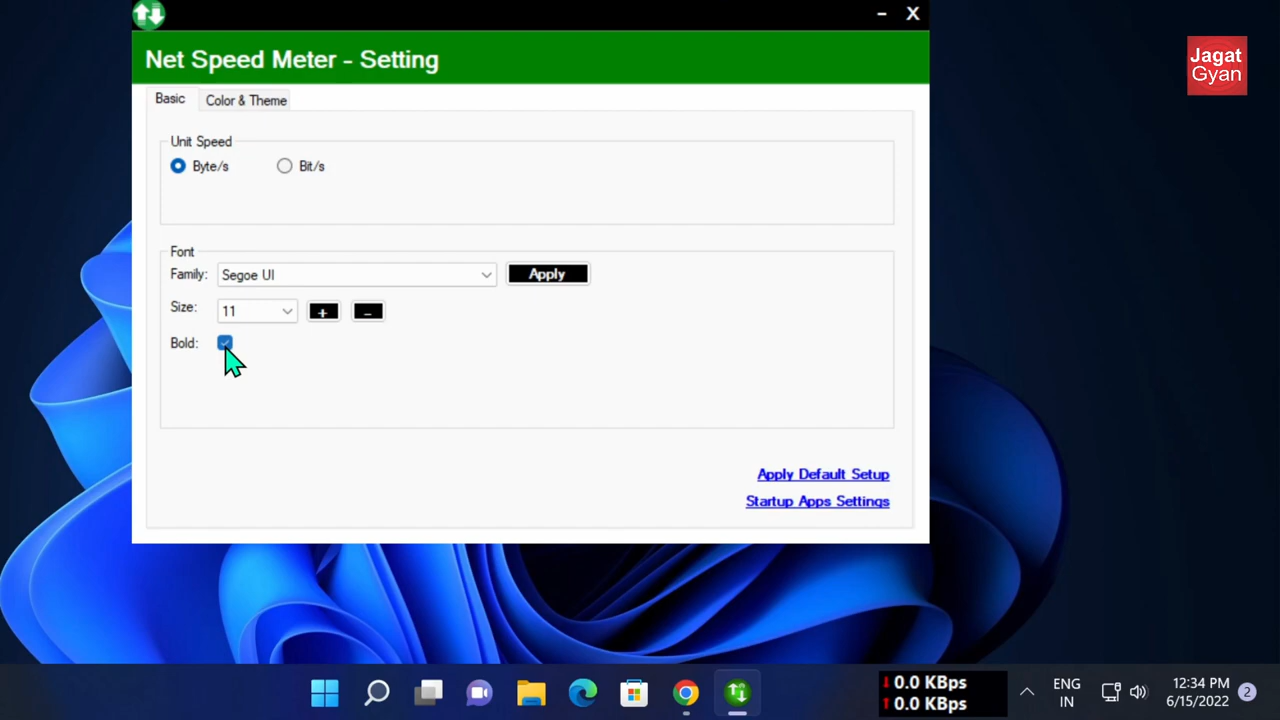 Jagat
Gyan
X
Net Speed Meter - Setting
Basic
Color & Theme
Unit Speed
Byte/s
Bit/s
Font
Family:
Segoe UI
Apply
Size:
11
+
-
Bold:
Apply Default Setup
Startup Apps Settings
0.0 KBps
0.0 KBps
ENG
IN
12:34 PM
6/15/2022
2